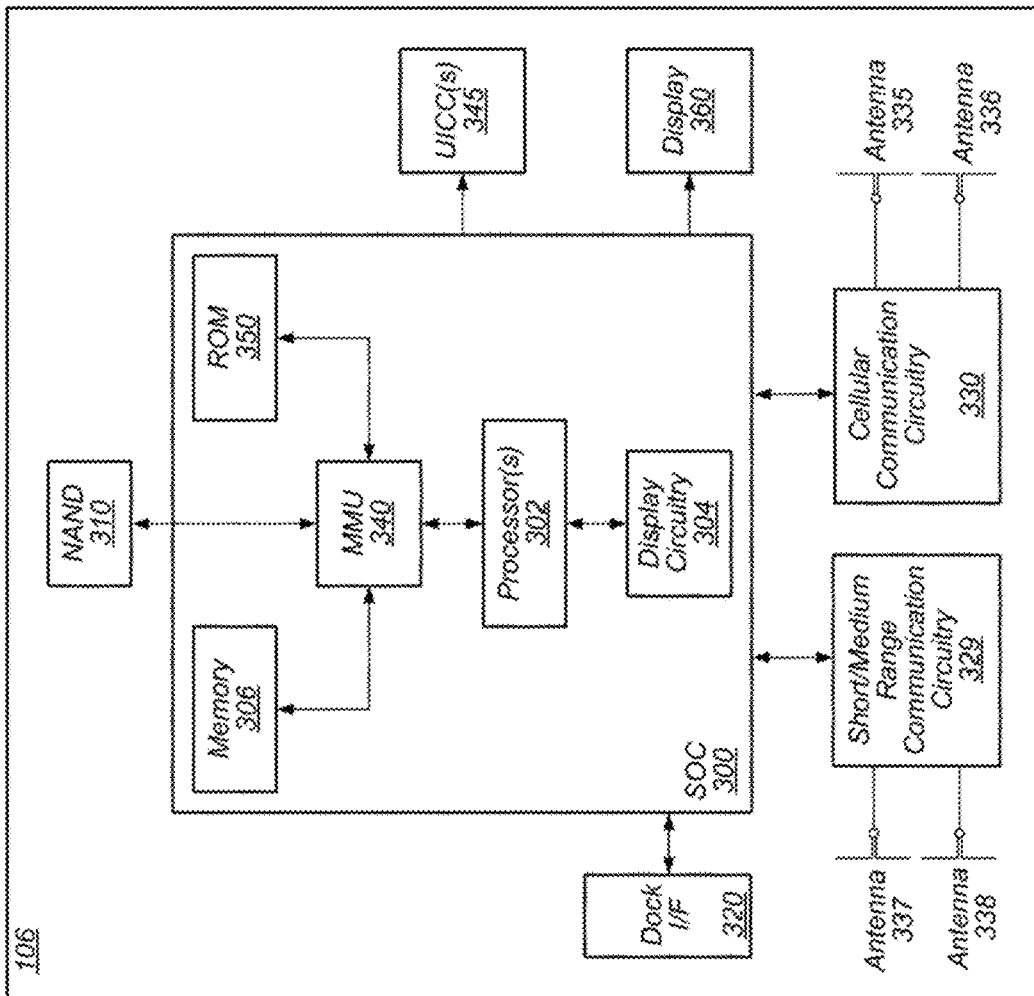 106
NAND
310
Memory
306
ROM
350
MMU
340
Processor(s)
302
Display
Circuitry
304
SOC
300
Dock
I/F
320
UICC(s)
345
Display
360
Short/Medium
Range
Communication
Circuitry
329
Cellular
Communication
Circuitry
330
Antenna
337
Antenna
338
Antenna
335
Antenna
336